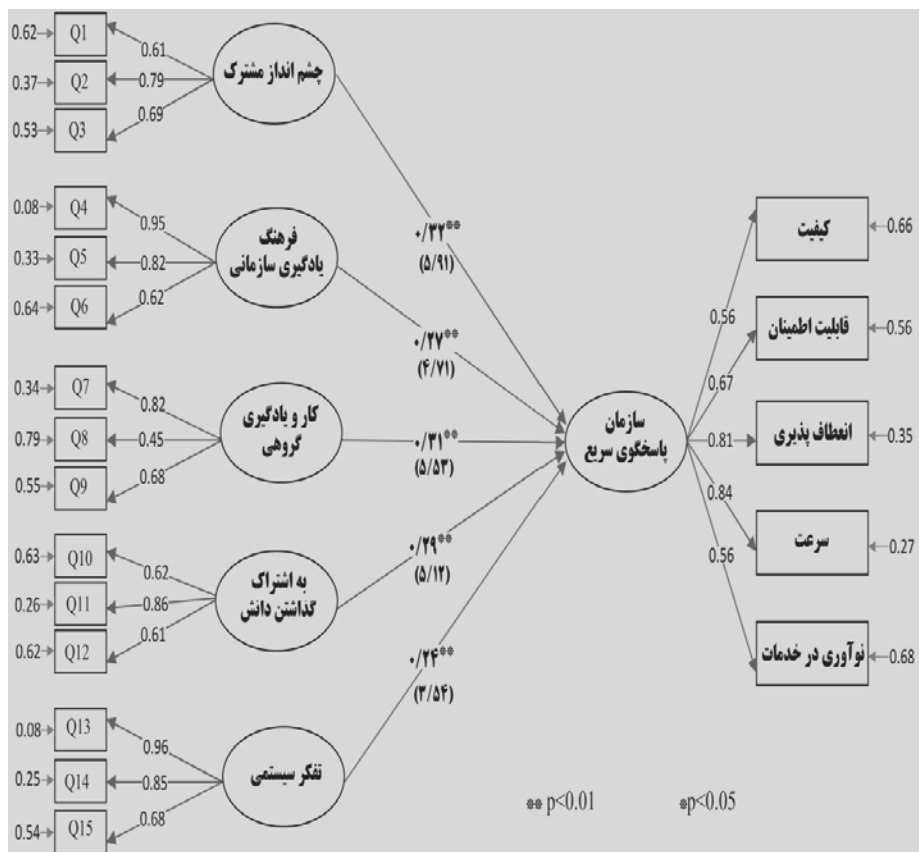 0.62
Q1
0.61
0.37
Q2
0.79
0.53
Q3
0.69
چشم انداز مشترک
0.08
Q4
0.95
0.33
Q5
0.82
0.64
Q6
0.62
فرهنگ
یادگیری سازمانی
0.34
Q7
0.82
0.79
Q8
0.45
0.55
Q9
0.68
کار و یادگیری
گروهی
0.63
Q10
0.62
0.26
Q11
0.86
0.62
Q12
0.61
به اشتراک
گذاشتن دانش
0.08
Q13
0.96
0.25
Q14
0.85
0.54
Q15
0.68
تفکر سیستمی
۰/۳۲**
(۵/۹۱)
۰/۲۷**
(۴/۷۱)
۰/۳۱**
(۵/۵۳)
۰/۲۹**
(۵/۱۲)
۰/۲۴**
(۳/۵۴)
سازمان
پاسخگوی سریع
0.56
کیفیت
0.66
0.67
قابلیت اطمینان
0.56
0.81
انعطاف پذیری
0.35
0.84
سرعت
0.27
0.56
نوآوری در خدمات
0.68
** p<0.01
*p<0.05